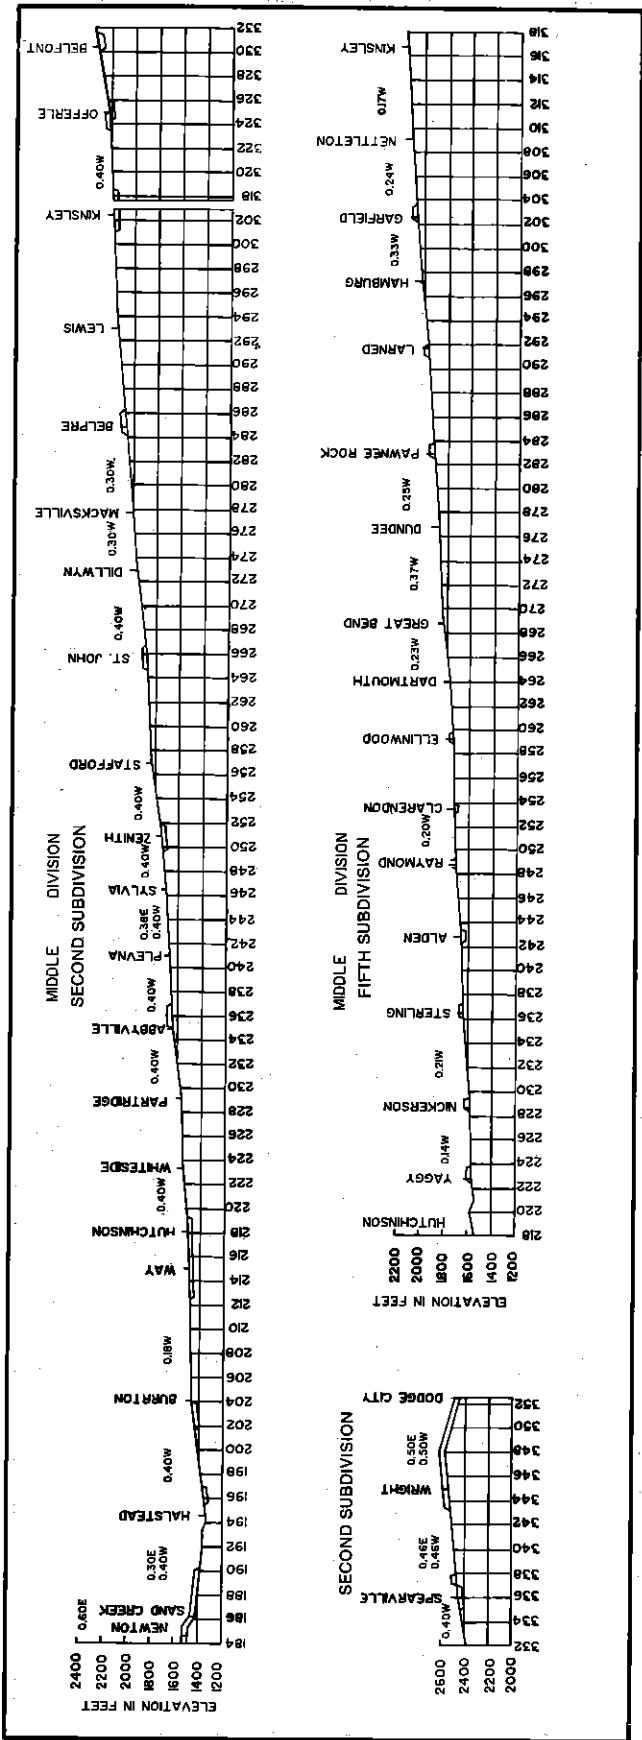 MIDDLE DIVISION
SECOND SUBDIVISION
ELEVATION IN FEET
2400
2200
2000
1800
1600
1400
1200
NEWTON
SAND CREEK
HALSTEAD
BURRTON
WAY
HUTCHINSON
WHITESIDE
PARTRIDGE
ABBYVILLE
PLEVNA
SYLVIA
ZENITH
STAFFORD
ST. JOHN
DILLWYN
MACKSVILLE
BELPRE
LEWIS
KINSLEY
OFFERLE
BELFONT
0.60E
0.30E
0.40W
0.40W
0.18W
0.40W
0.40W
0.40W
0.38E
0.40W
0.40W
0.40W
0.40W
0.30W
0.30W
0.40W
184 186 188 190 192 194 196 198 200 202 204 206 208 210 212 214 216 218 220 222 224 226 228 230 232 234 236 238 240 242 244 246 248 250 252 254 256 258 260 262 264 266 268 270 272 274 276 278 280 282 284 286 288 290 292 294 296 298 300 302 318 320 322 324 326 328 330 332
SECOND SUBDIVISION
2600
2400
2200
2000
SPEARVILLE
WRIGHT
DODGE CITY
0.40W
0.46E
0.46W
0.50E
0.50W
332 334 336 338 340 342 344 346 348 350 352
MIDDLE DIVISION
FIFTH SUBDIVISION
ELEVATION IN FEET
2200
2000
1800
1600
1400
1200
HUTCHINSON
YAGGY
NICKERSON
STERLING
ALDEN
RAYMOND
CLARENDON
ELLINWOOD
DARTMOUTH
GREAT BEND
DUNDEE
PAWNEE ROCK
LARNED
HAMBURG
GARFIELD
NETTLETON
KINSLEY
0.14W
0.21W
0.20W
0.23W
0.37W
0.25W
0.33W
0.24W
0.17W
218 220 222 224 226 228 230 232 234 236 238 240 242 244 246 248 250 252 254 256 258 260 262 264 266 268 270 272 274 276 278 280 282 284 286 288 290 292 294 296 298 300 302 304 306 308 310 312 314 316 318